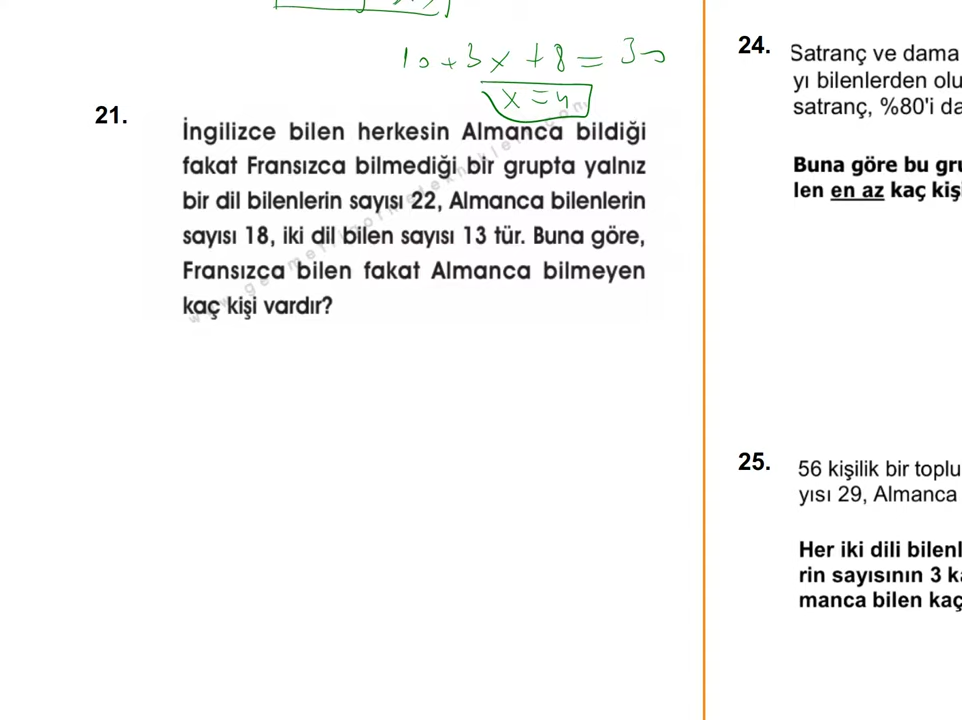 10 + 3x + 8 = 30
x = 4
21.
İngilizce bilen herkesin Almanca bildiği
fakat Fransızca bilmediği bir grupta yalnız
bir dil bilenlerin sayısı 22, Almanca bilenlerin
sayısı 18, iki dil bilen sayısı 13 tür. Buna göre,
Fransızca bilen fakat Almanca bilmeyen
kaç kişi vardır?
24.
Satranç ve dama
yı bilenlerden olu
satranç, %80'i da
Buna göre bu gru
len en az kaç kiş
25.
56 kişilik bir toplu
yısı 29, Almanca
Her iki dili bilenl
rin sayısının 3 ka
manca bilen kaç